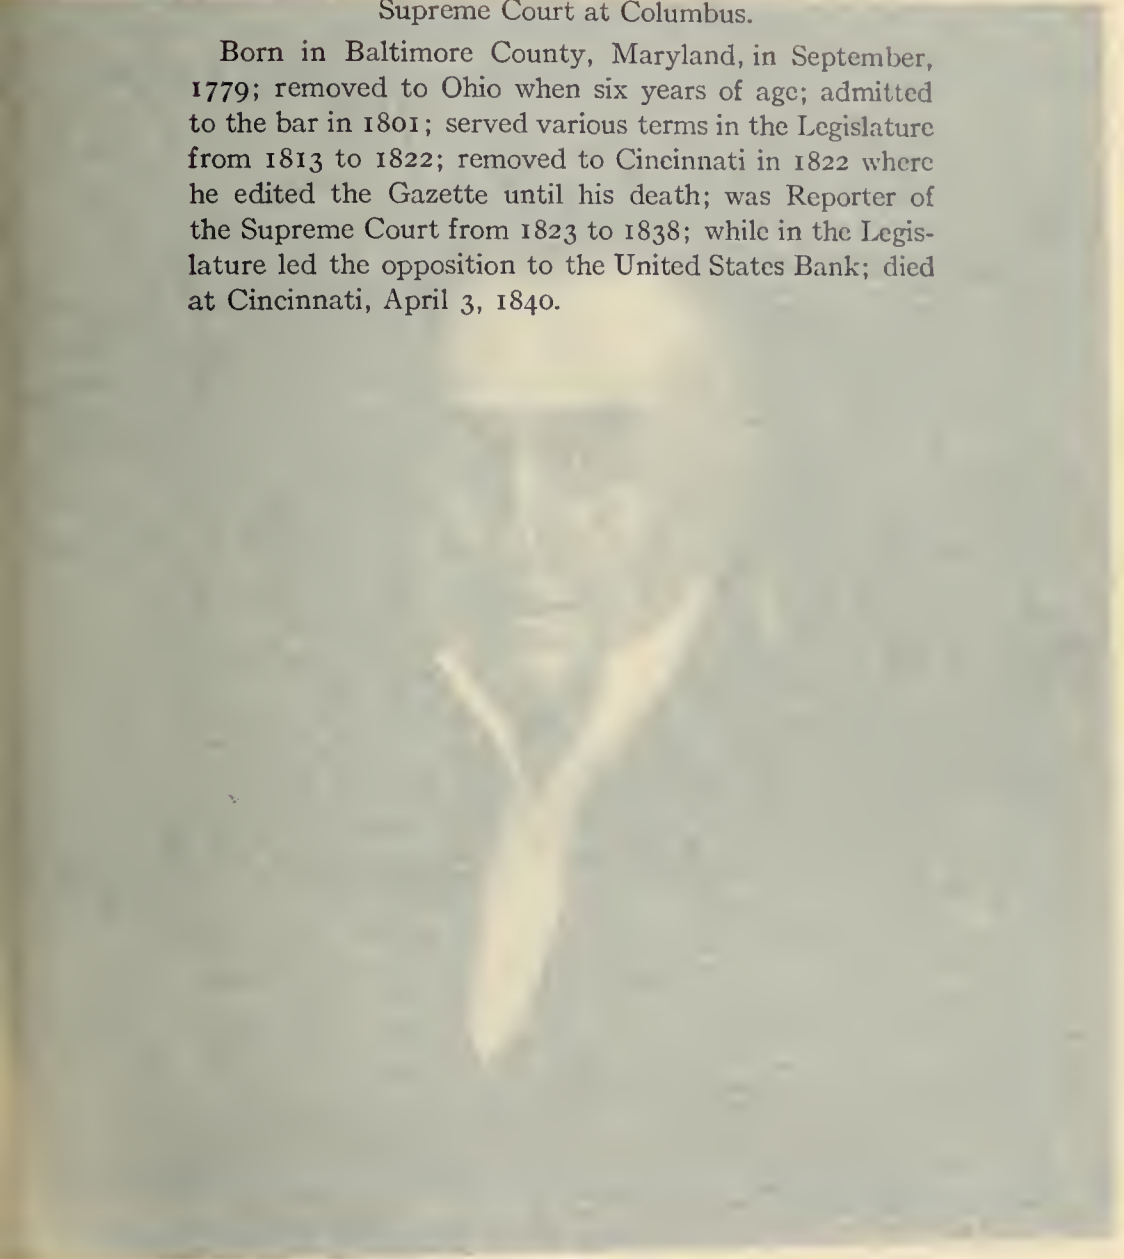 Supreme Court at Columbus.
Born in Baltimore County, Maryland, in September,
1779; removed to Ohio when six years of age; admitted
to the bar in 1801; served various terms in the Legislature
from 1813 to 1822; removed to Cincinnati in 1822 where
he edited the Gazette until his death; was Reporter of
the Supreme Court from 1823 to 1838; while in the Legis-
lature led the opposition to the United States Bank; died
at Cincinnati, April 3, 1840.